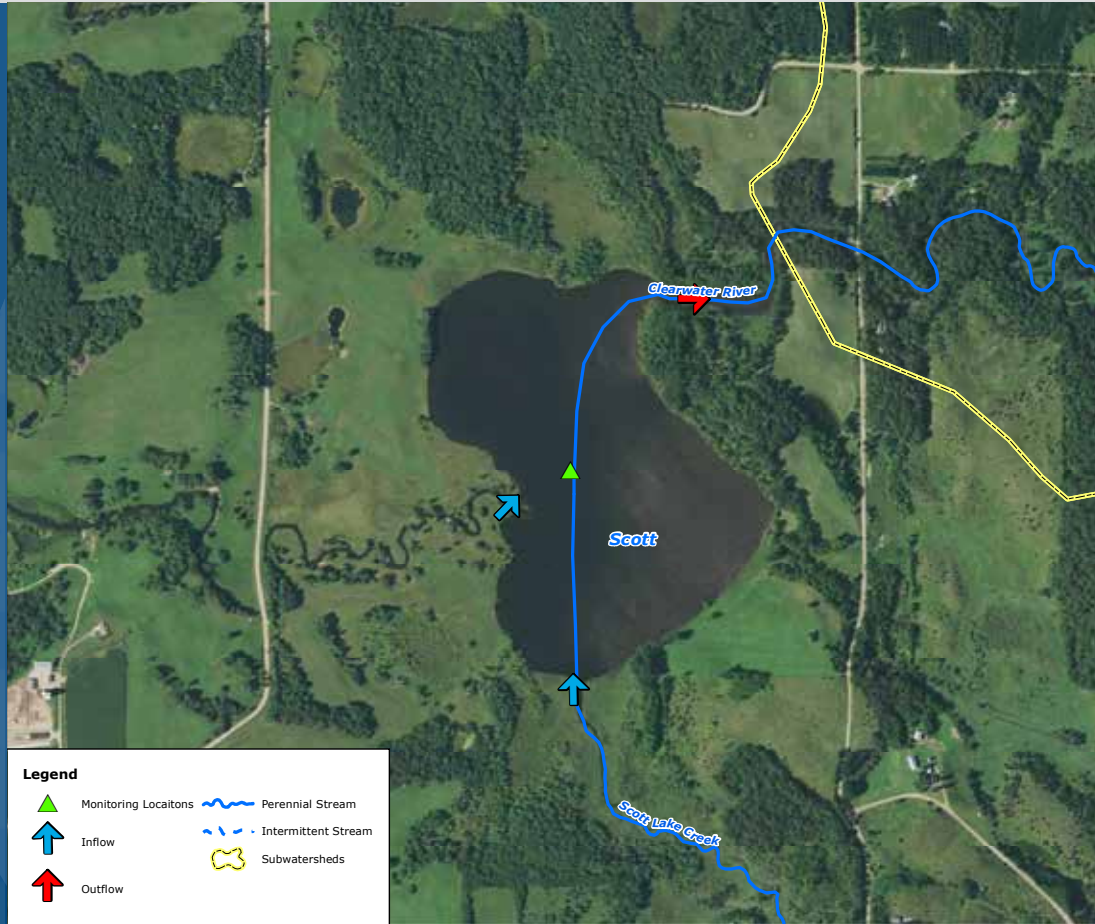 Clearwater River
Scott
Scott Lake Creek
Legend
Monitoring Locaitons
Perennial Stream
Inflow
Intermittent Stream
Subwatersheds
Outflow